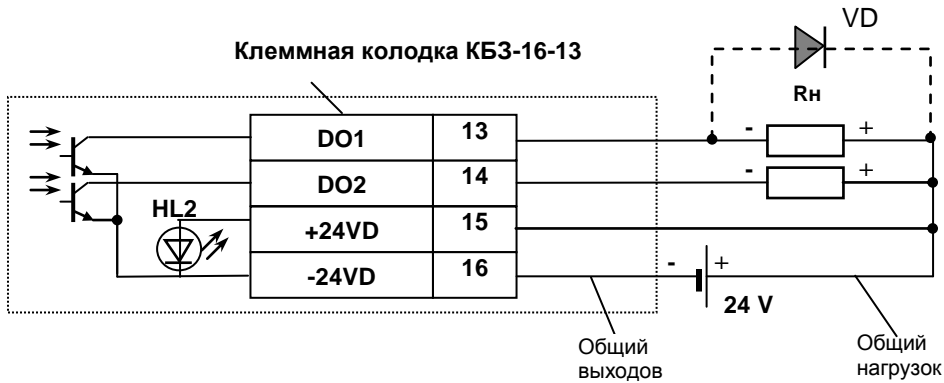 VD
Клеммная колодка КБЗ-16-13
Rн
DO1 13 - +
DO2 14 - +
HL2
+24VD 15
-24VD 16 - +
24 V
Общий выходов
Общий нагрузок